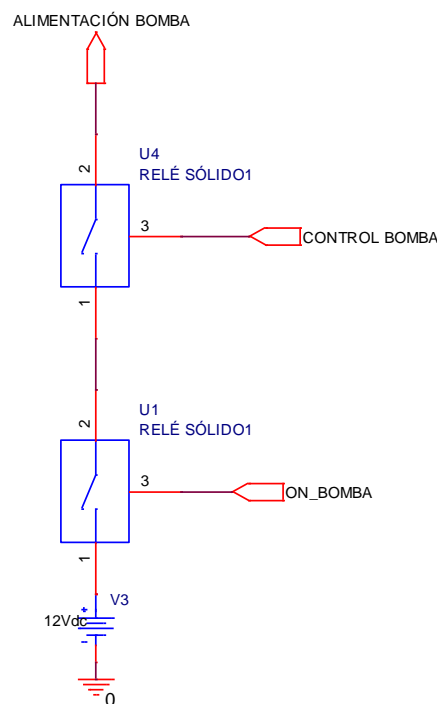 ALIMENTACIÓN BOMBA
2
U4
RELÉ SÓLIDO1
3
CONTROL BOMBA
1
2
U1
RELÉ SÓLIDO1
3
ON_BOMBA
1
V3
12Vdc
0